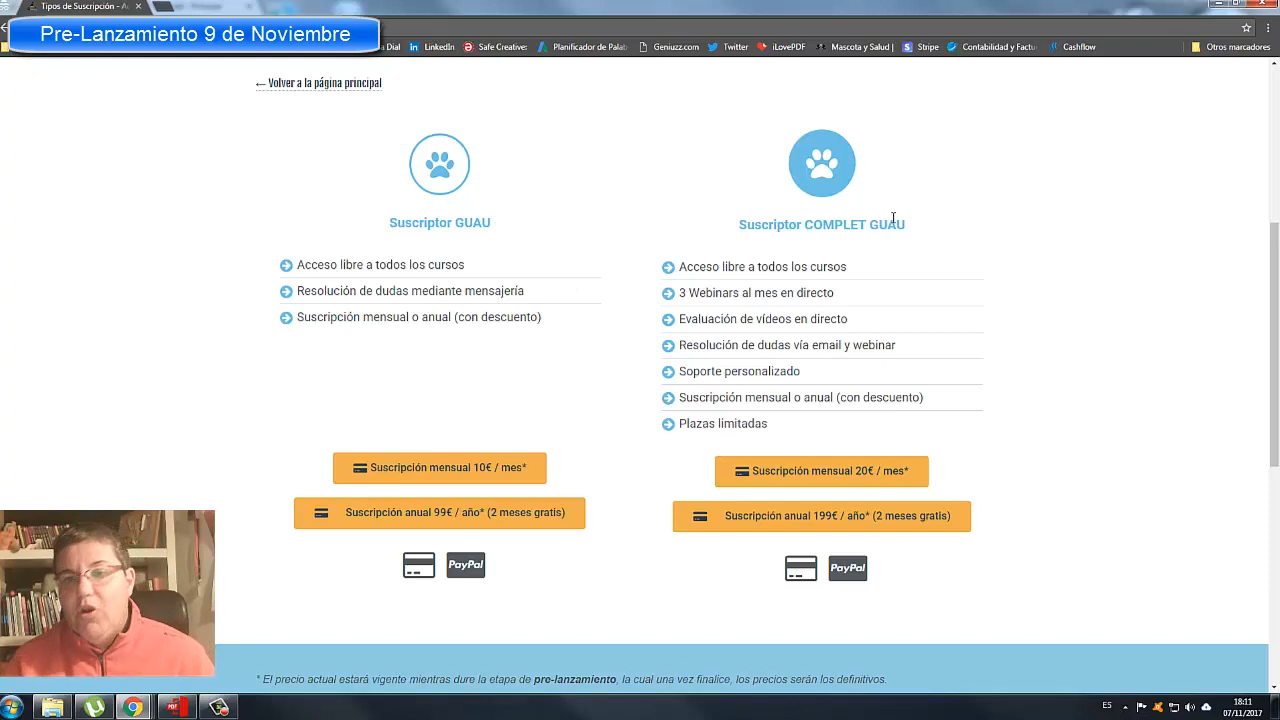 Tipos de Suscripción - A
Pre-Lanzamiento 9 de Noviembre
Dial
LinkedIn
Safe Creative:
Planificador de Palab
Geniuzz.com
Twitter
iLovePDF
Mascota y Salud |
Stripe
Contabilidad y Factu
Cashflow
Otros marcadores
← Volver a la página principal
Suscriptor GUAU
Acceso libre a todos los cursos
Resolución de dudas mediante mensajería
Suscripción mensual o anual (con descuento)
Suscripción mensual 10€ / mes*
Suscripción anual 99€ / año* (2 meses gratis)
PayPal
Suscriptor COMPLET GUAU
Acceso libre a todos los cursos
3 Webinars al mes en directo
Evaluación de vídeos en directo
Resolución de dudas vía email y webinar
Soporte personalizado
Suscripción mensual o anual (con descuento)
Plazas limitadas
Suscripción mensual 20€ / mes*
Suscripción anual 199€ / año* (2 meses gratis)
PayPal
* El precio actual estará vigente mientras dure la etapa de pre-lanzamiento, la cual una vez finalice, los precios serán los definitivos.
ES
18:11
07/11/2017